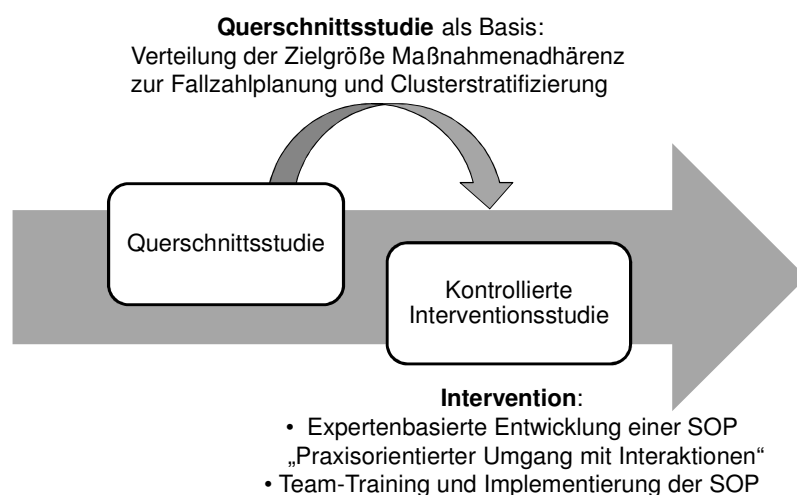 Querschnittsstudie als Basis:
Verteilung der Zielgröße Maßnahmenadhärenz
zur Fallzahlplanung und Clusterstratifizierung
Querschnittsstudie
Kontrollierte
Interventionsstudie
Intervention:
• Expertenbasierte Entwicklung einer SOP
„Praxisorientierter Umgang mit Interaktionen“
• Team-Training und Implementierung der SOP